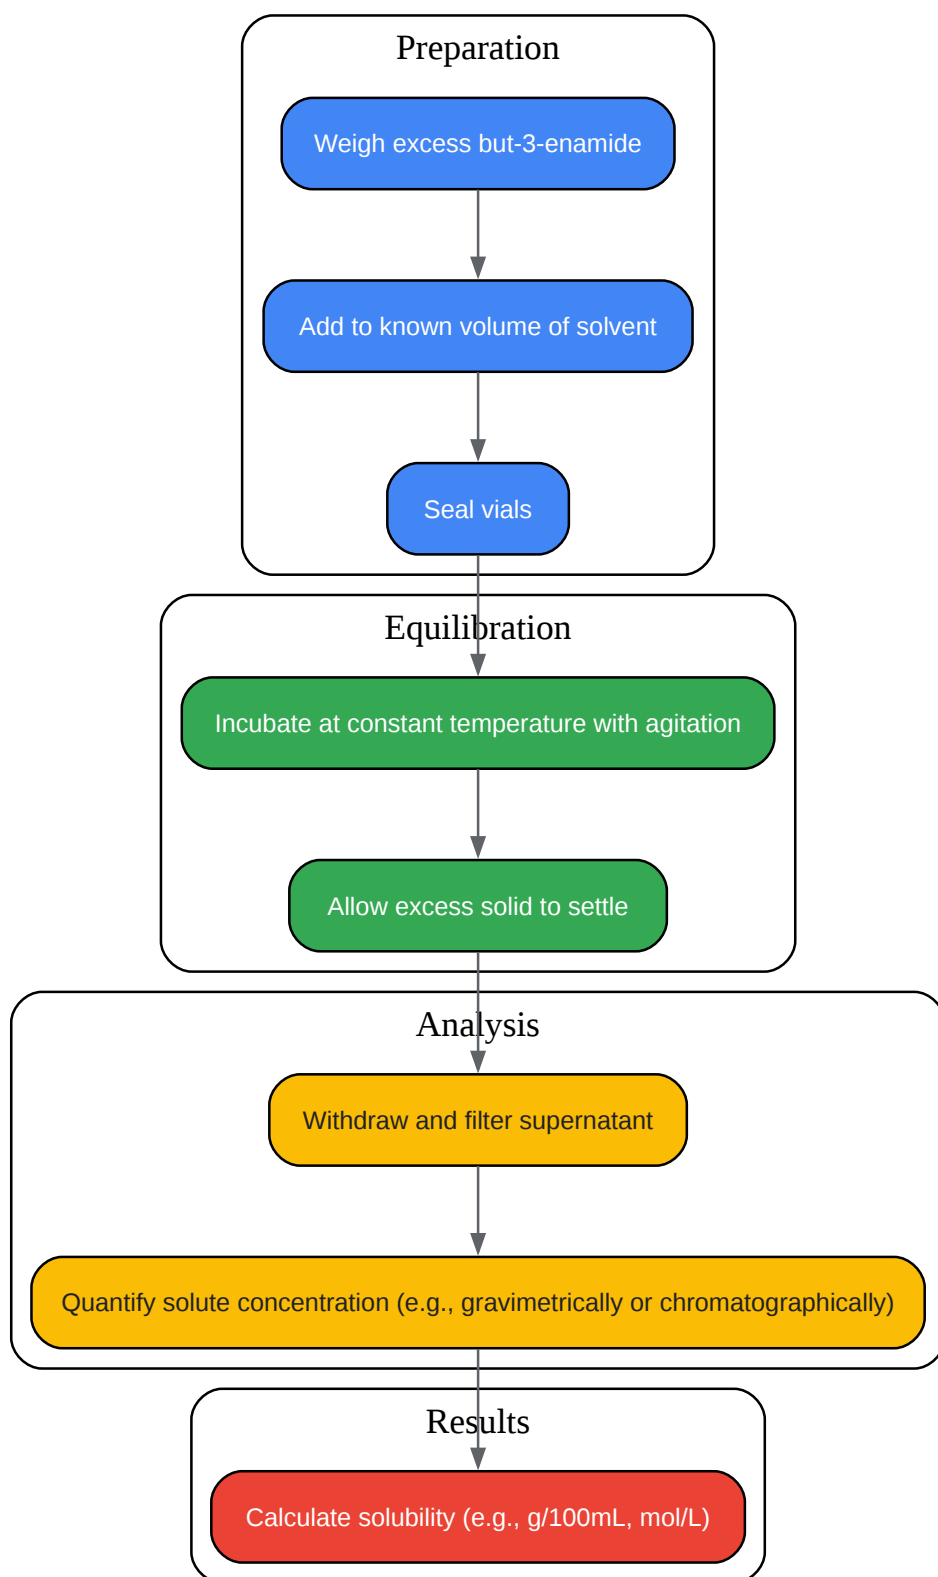 Preparation
Weigh excess but-3-enamide
Add to known volume of solvent
Seal vials
Equilibration
Incubate at constant temperature with agitation
Allow excess solid to settle
Analysis
Withdraw and filter supernatant
Quantify solute concentration (e.g., gravimetrically or chromatographically)
Results
Calculate solubility (e.g., g/100mL, mol/L)